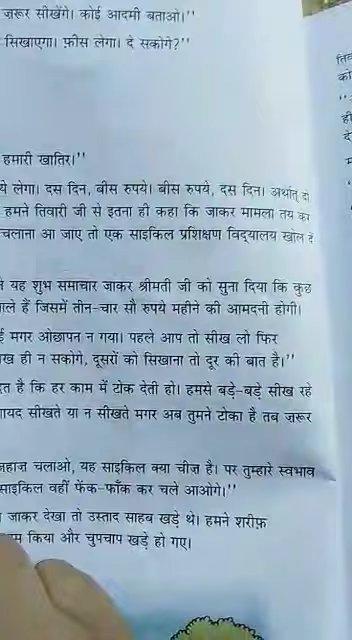 ज़रूर सीखेंगे। कोई आदमी बताओ।''
सिखाएगा। फ़ीस लेगा। दे सकोगे?''
हमारी खातिर।''
लेगा। दस दिन, बीस रुपये। बीस रुपये, दस दिन। अर्थात् दो
हमने तिवारी जी से इतना ही कहा कि जाकर मामला तय कर
चलाना आ जाए तो एक साइकिल प्रशिक्षण विद्यालय खोल दें
यह शुभ समाचार जाकर श्रीमती जी को सुना दिया कि कुछ
हैं जिसमें तीन-चार सौ रुपये महीने की आमदनी होगी।
मगर ओछापन न गया। पहले आप तो सीख लो फिर
ही न सकोगे, दूसरों को सिखाना तो दूर की बात है।''
है कि हर काम में टोक देती हो। हमसे बड़े-बड़े सीख रहे
सीखते या न सीखते मगर अब तुमने टोका है तब ज़रूर
चलाओ, यह साइकिल क्या चीज़ है। पर तुम्हारे स्वभाव
साइकिल वहीं फेंक-फाँक कर चले आओगे।''
जाकर देखा तो उस्ताद साहब खड़े थे। हमने शरीफ़
किया और चुपचाप खड़े हो गए।